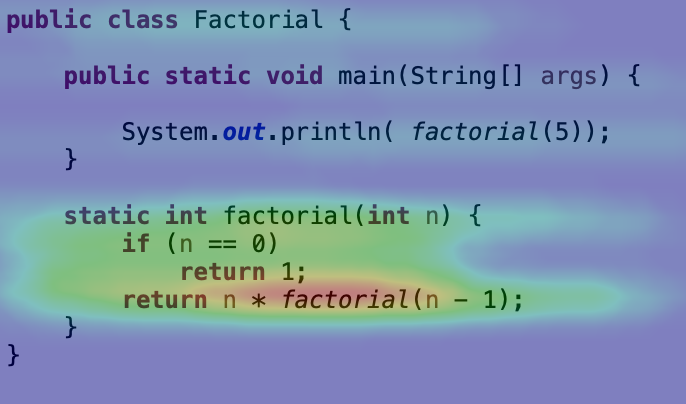 public class Factorial {
public static void main(String[] args) {
System.out.println( factorial(5));
}
static int factorial(int n) {
if (n == 0)
return 1;
return n * factorial(n - 1);
}
}